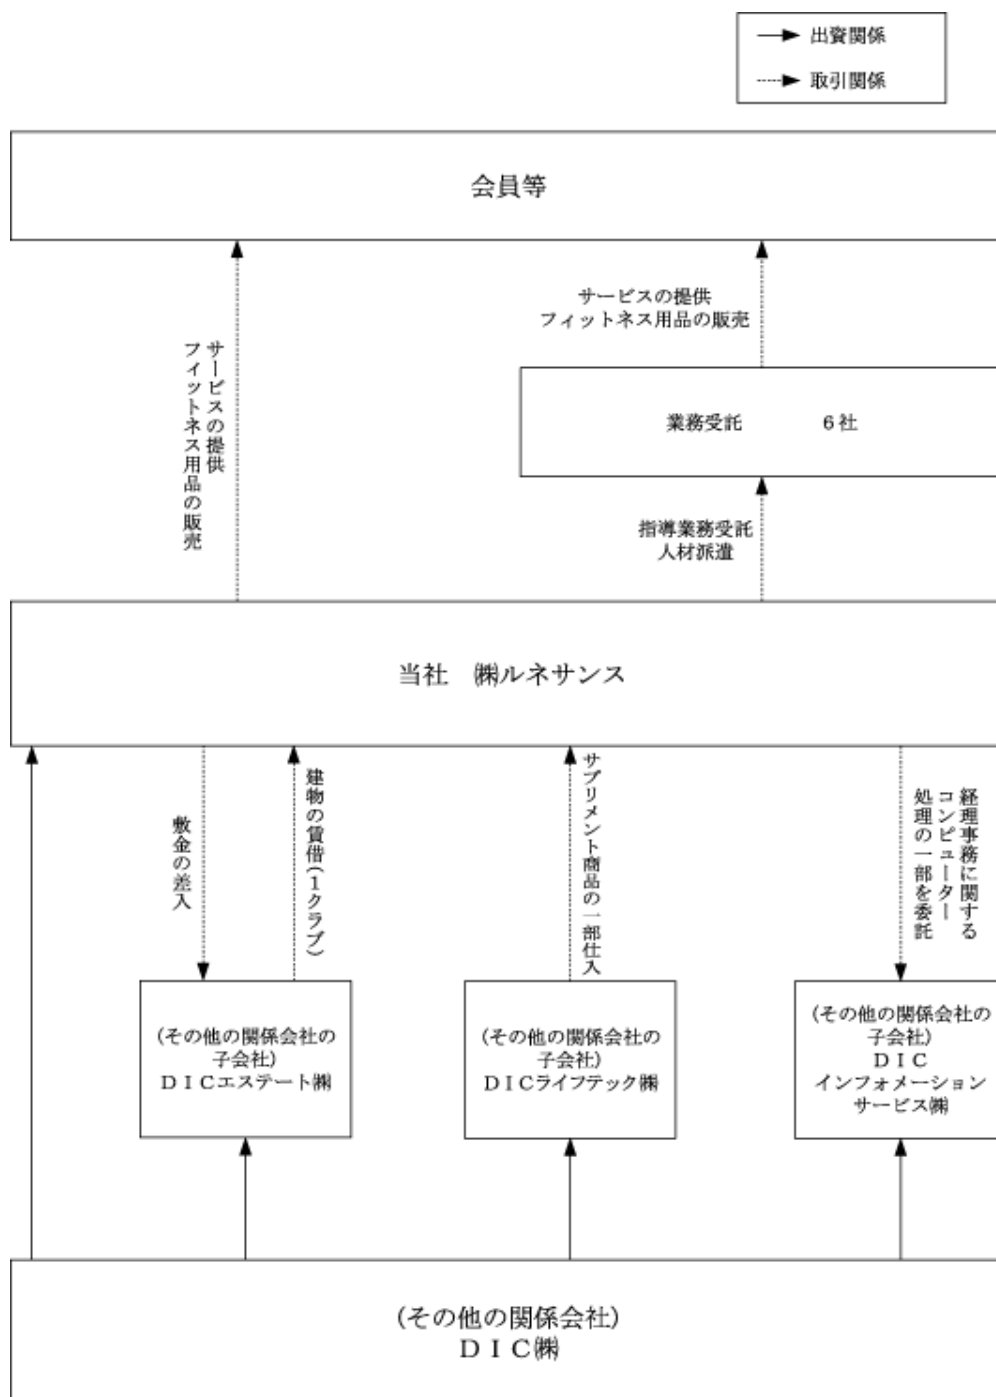 出資関係
取引関係
会員等
サービスの提供
フィットネス用品の販売
サービスの提供
フィットネス用品の販売
業務受託　　　　６社
指導業務受託
人材派遣
当社　㈱ルネサンス
敷金の差入
建物の賃借(１クラブ)
サプリメント商品の一部仕入
経理事務に関する
コンピューター
処理の一部を委託
(その他の関係会社の
子会社)
ＤＩＣエステート㈱
(その他の関係会社の
子会社)
ＤＩＣライフテック㈱
(その他の関係会社の
子会社)
ＤＩＣ
インフォメーション
サービス㈱
(その他の関係会社)
ＤＩＣ㈱